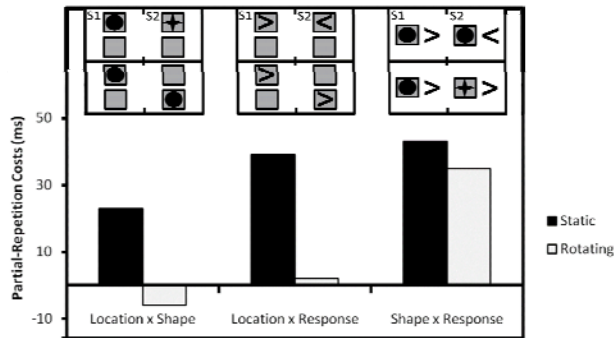 S1 S2 S1 S2 S1 S2
> < > < 
> > >
50
30
10
-10
Partial-Repetition Costs (ms)
Location x Shape Location x Response Shape x Response
Static
Rotating